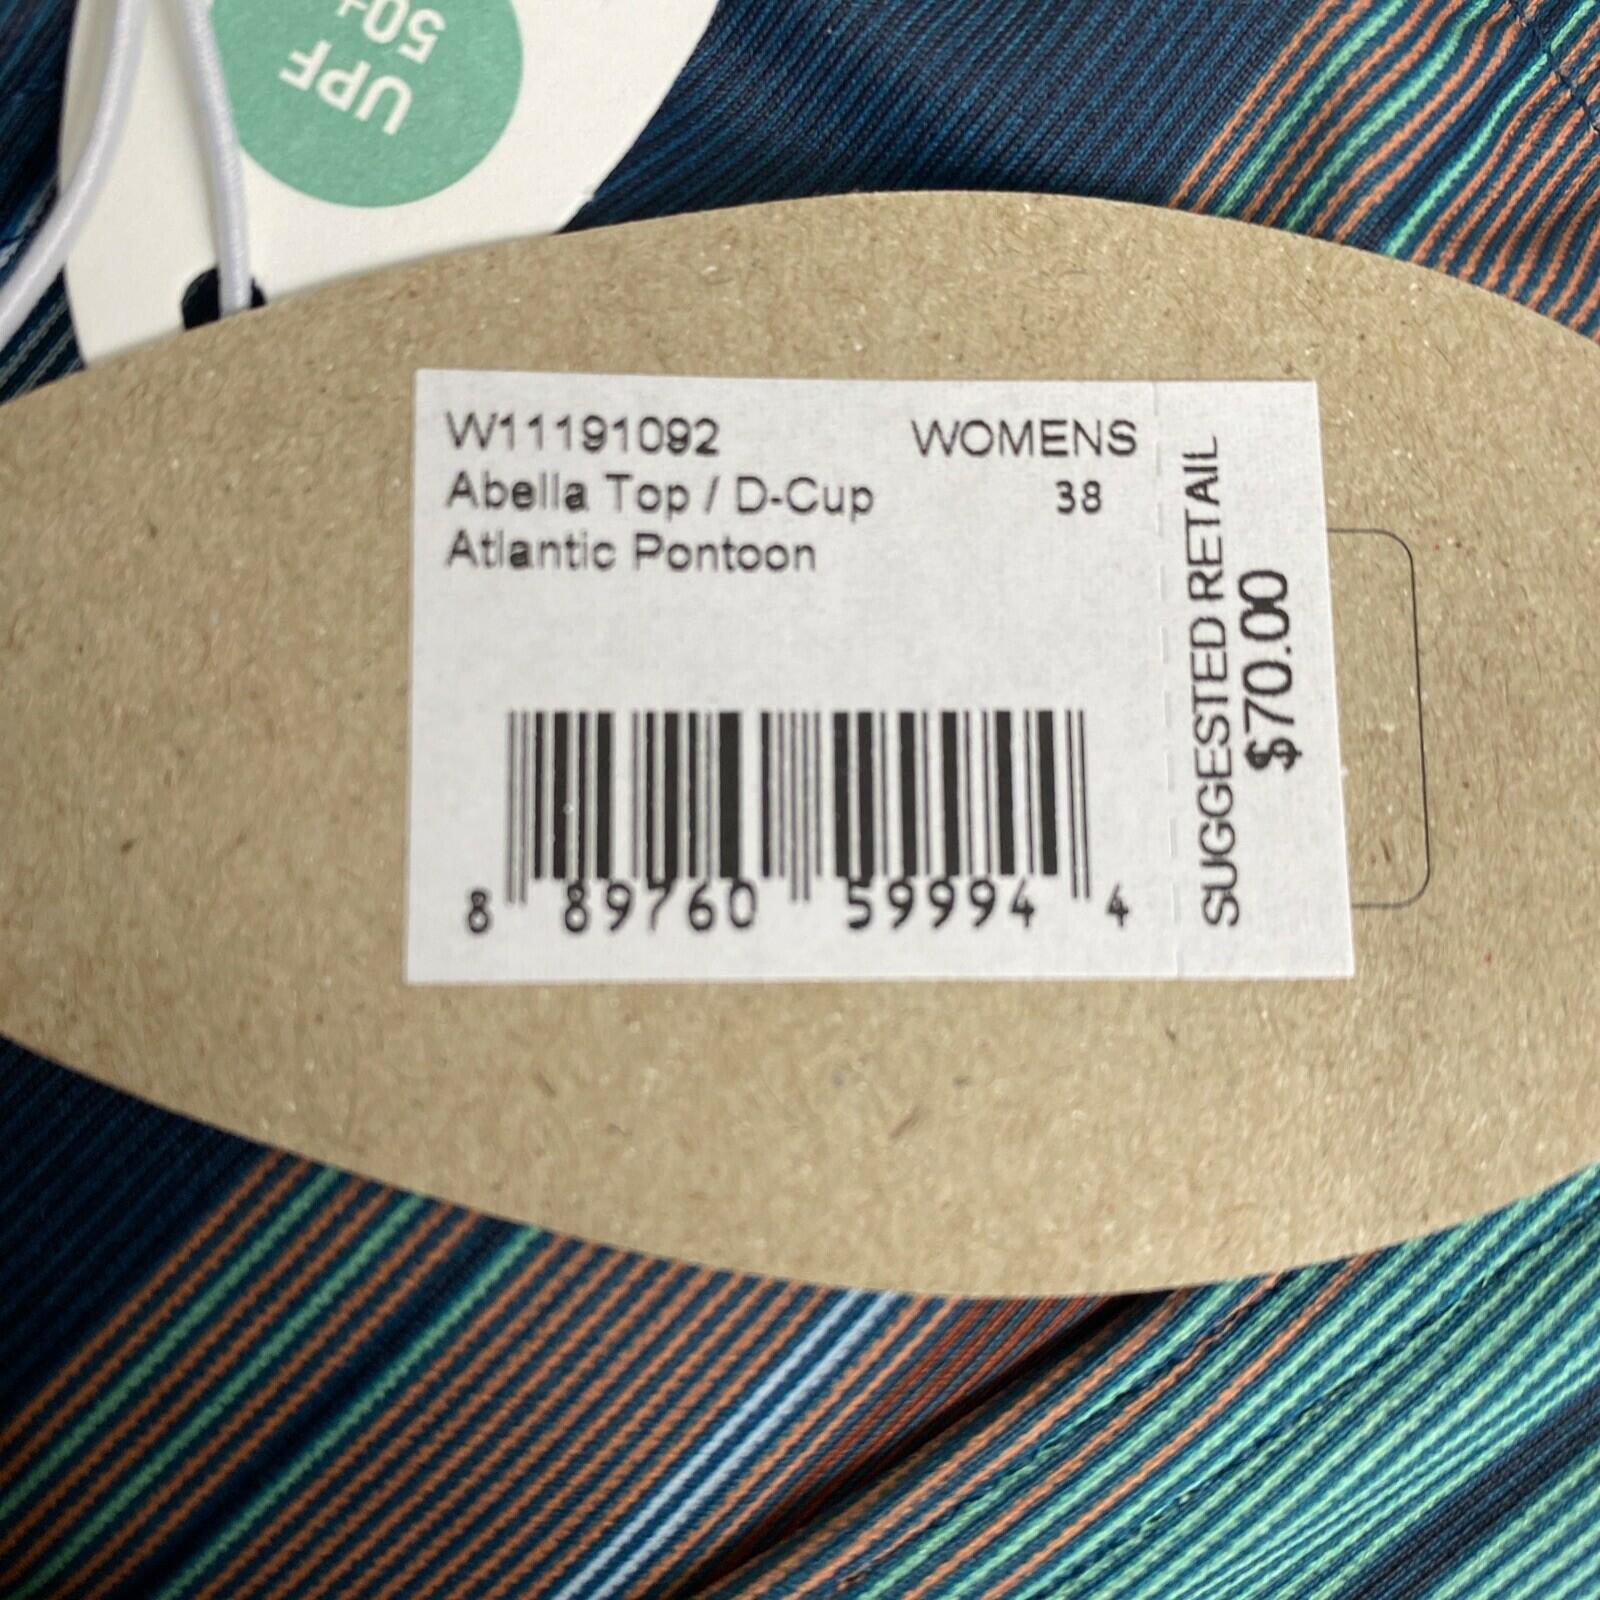 UPF
50+
W11191092 WOMENS
Abella Top / D-Cup 38
Atlantic Pontoon
8 89760 59994 4
SUGGESTED RETAIL
$70.00